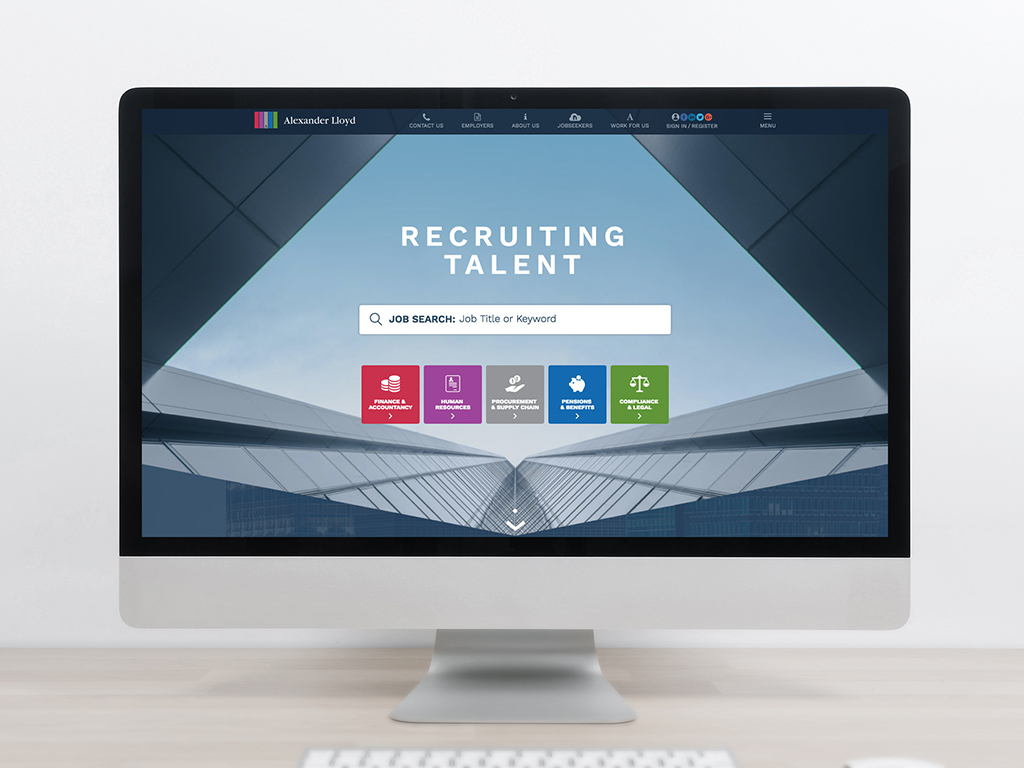 Alexander Lloyd
CONTACT US
EMPLOYERS
ABOUT US
JOBSEEKERS
WORK FOR US
SIGN IN / REGISTER
MENU
RECRUITING
TALENT
JOB SEARCH: Job Title or Keyword
FINANCE &
ACCOUNTANCY
HUMAN
RESOURCES
PROCUREMENT
& SUPPLY CHAIN
PENSIONS
& BENEFITS
COMPLIANCE
& LEGAL